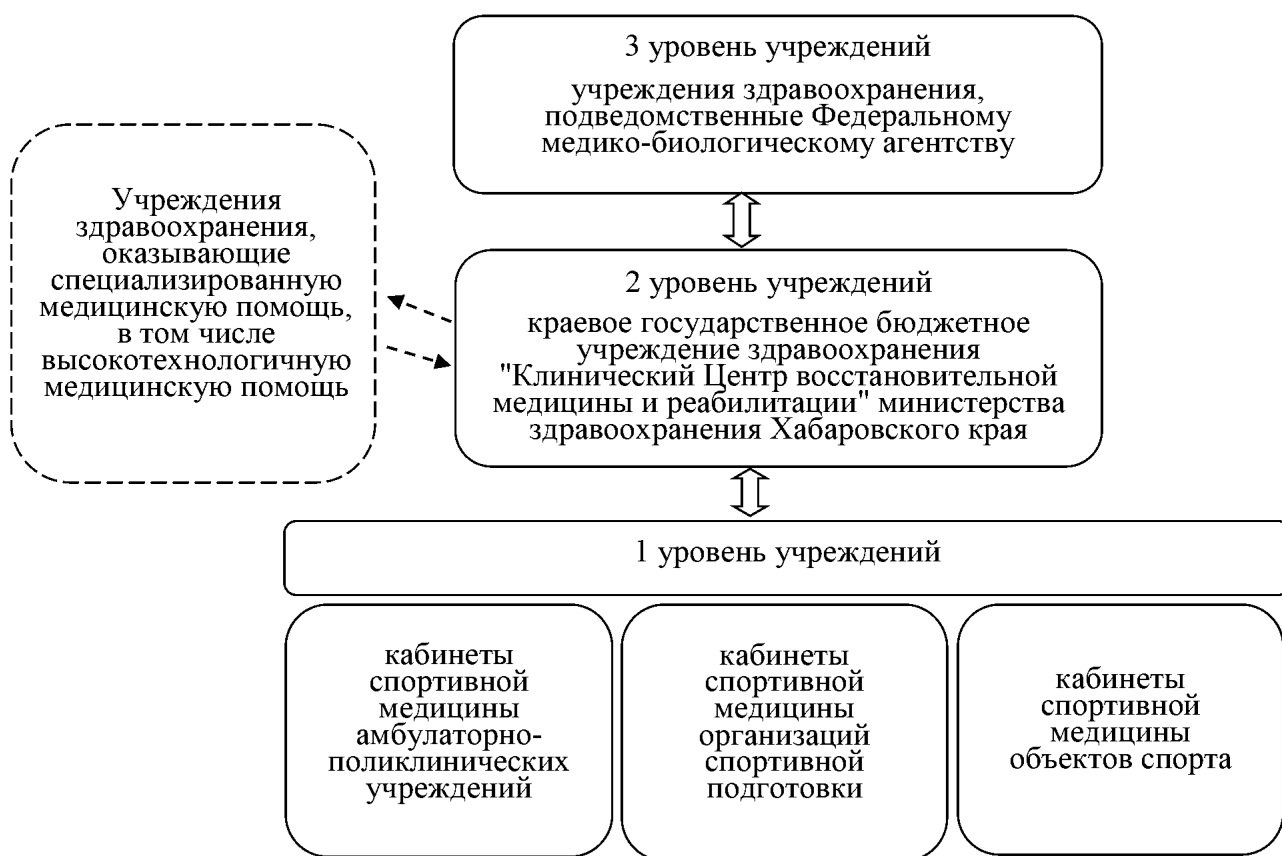 3 уровень учреждений
учреждения здравоохранения,
подведомственные Федеральному
медико-биологическому агентству
Учреждения
здравоохранения,
оказывающие
специализированную
медицинскую помощь,
в том числе
высокотехнологичную
медицинскую помощь
2 уровень учреждений
краевое государственное бюджетное
учреждение здравоохранения
"Клинический Центр восстановительной
медицины и реабилитации" министерства
здравоохранения Хабаровского края
1 уровень учреждений
кабинеты
спортивной
медицины
амбулаторно-
поликлинических
учреждений
кабинеты
спортивной
медицины
организаций
спортивной
подготовки
кабинеты
спортивной
медицины
объектов спорта